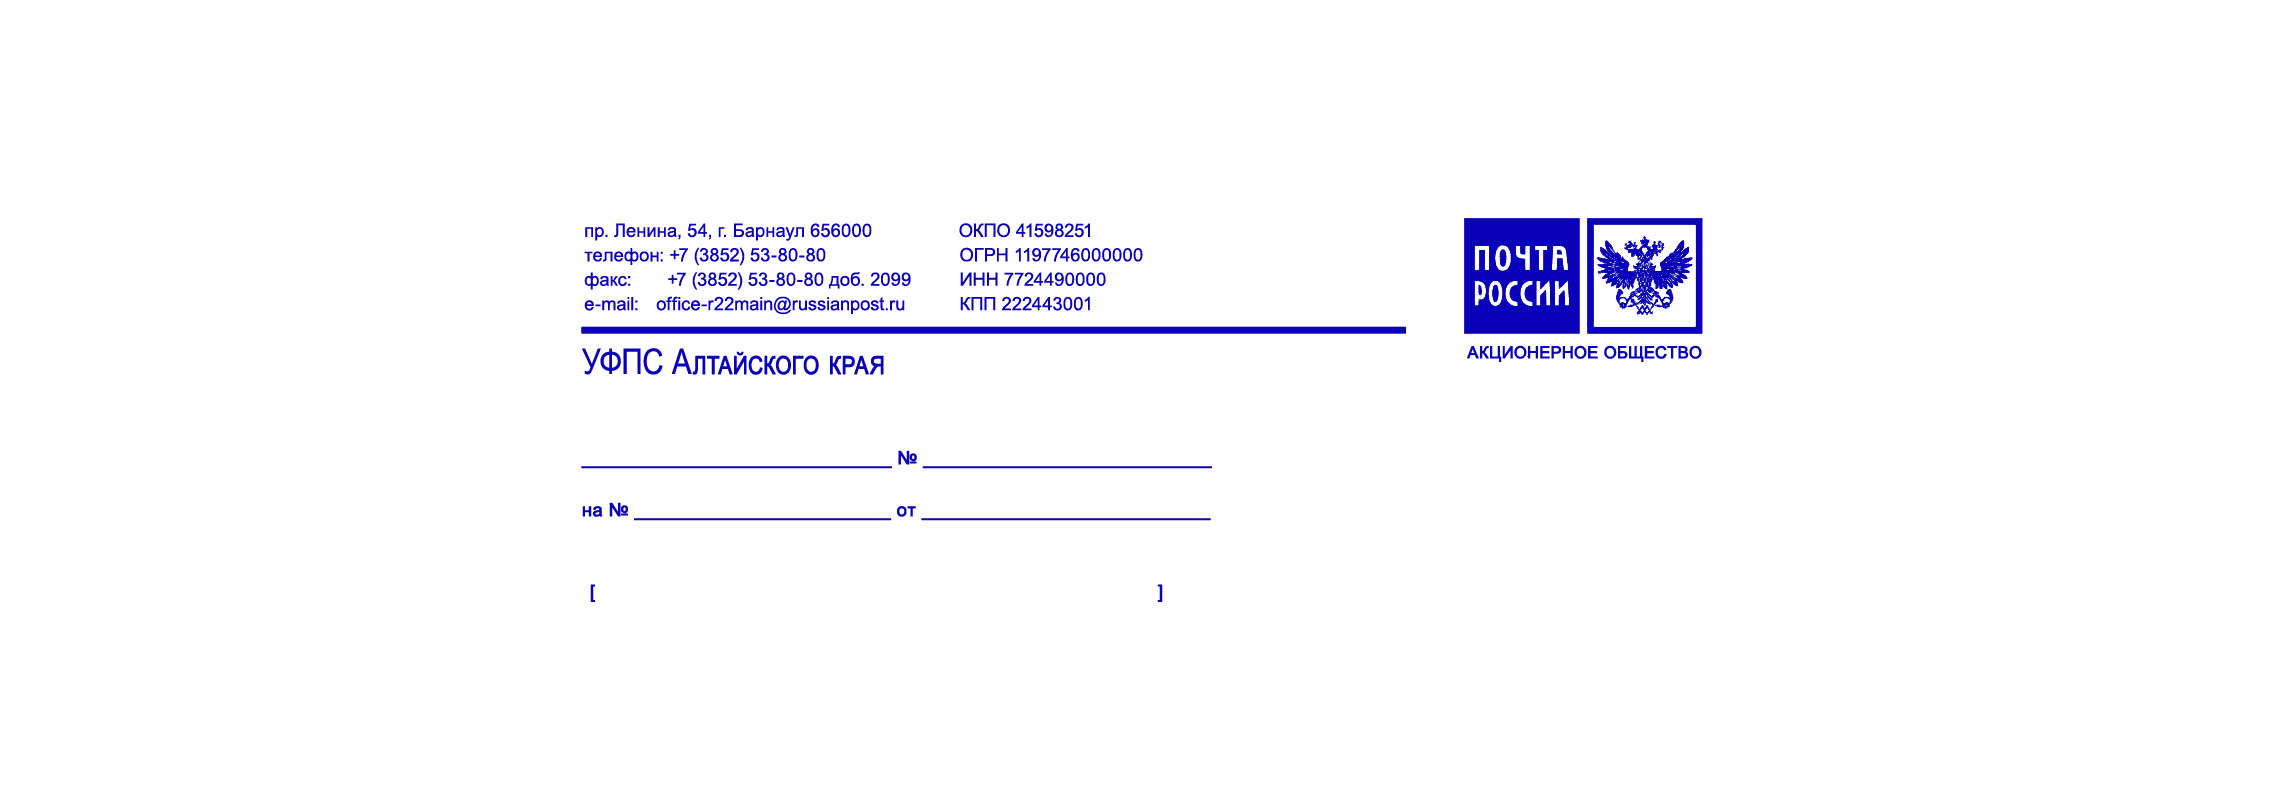 пр. Ленина, 54, г. Барнаул 656000
телефон: +7 (3852) 53-80-80
факс: +7 (3852) 53-80-80 доб. 2099
e-mail: office-r22main@russianpost.ru
ОКПО 41598251
ОГРН 1197746000000
ИНН 7724490000
КПП 222443001
ПОЧТА
РОССИИ
АКЦИОНЕРНОЕ ОБЩЕСТВО
УФПС Алтайского края
№
на № от
[ ]